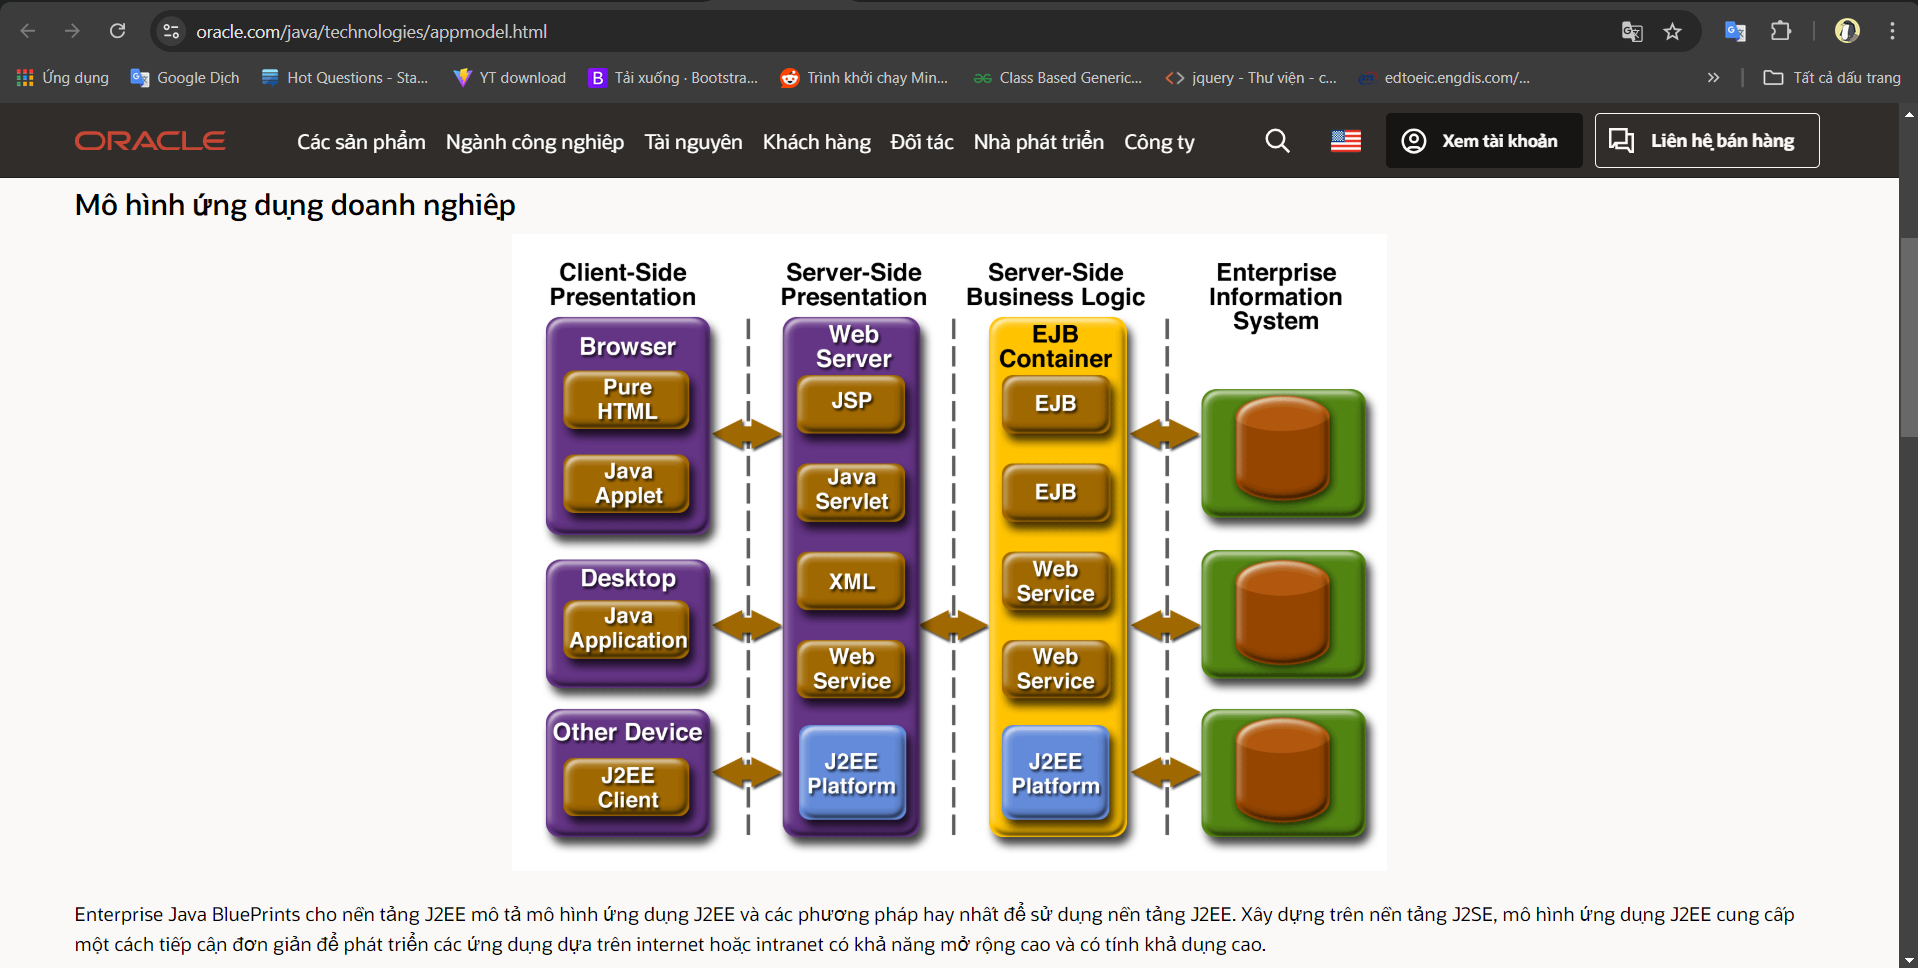 oracle.com/java/technologies/appmodel.html
Ứng dụng
Google Dịch
Hot Questions - Sta...
YT download
Tải xuống · Bootstra...
Trình khởi chạy Min...
Class Based Generic...
jquery - Thư viện - c...
edtoeic.engdis.com/...
Tất cả dấu trang
ORACLE
Các sản phẩm
Ngành công nghiệp
Tài nguyên
Khách hàng
Đối tác
Nhà phát triển
Công ty
Xem tài khoản
Liên hệ bán hàng
Mô hình ứng dụng doanh nghiệp
Client-Side
Presentation
Server-Side
Presentation
Server-Side
Business Logic
Enterprise
Information
System
Browser
Pure
HTML
Java
Applet
Desktop
Java
Application
Other Device
J2EE
Client
Web
Server
JSP
Java
Servlet
XML
Web
Service
J2EE
Platform
EJB
Container
EJB
EJB
Web
Service
Web
Service
J2EE
Platform
Enterprise Java BluePrints cho nền tảng J2EE mô tả mô hình ứng dụng J2EE và các phương pháp hay nhất để sử dụng nền tảng J2EE. Xây dựng trên nền tảng J2SE, mô hình ứng dụng J2EE cung cấp
một cách tiếp cận đơn giản để phát triển các ứng dụng dựa trên internet hoặc intranet có khả năng mở rộng cao và có tính khả dụng cao.